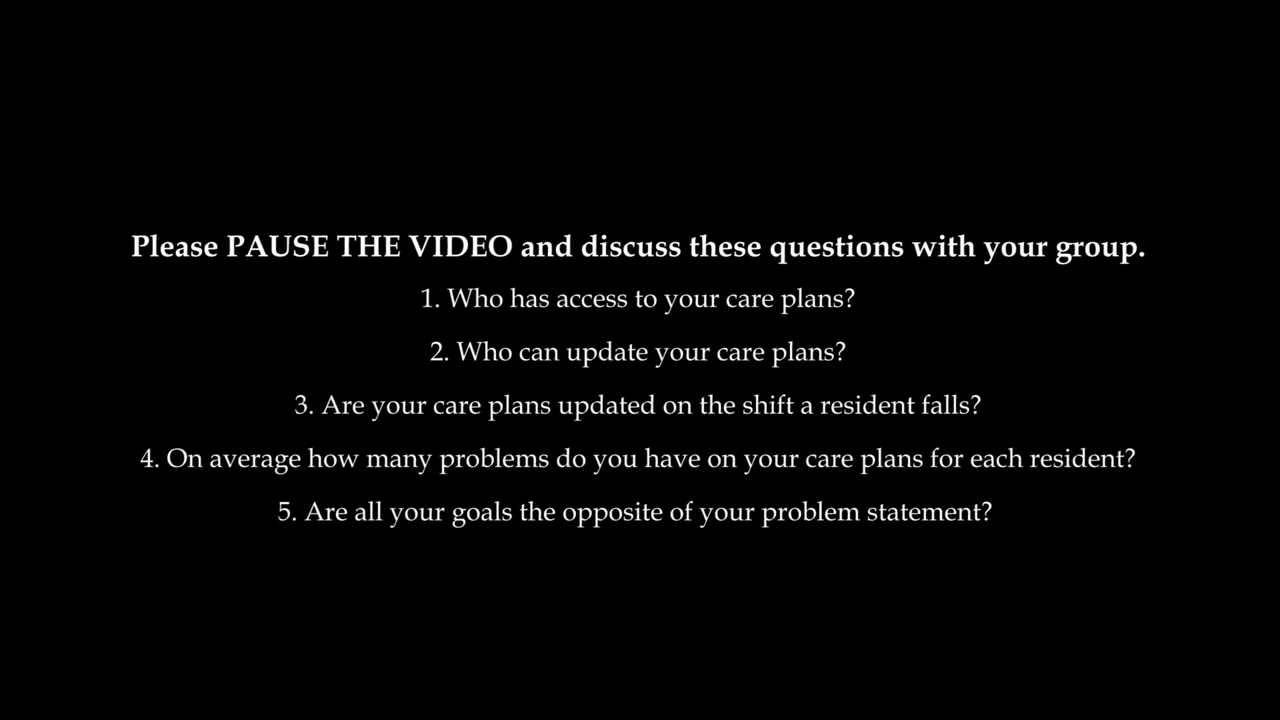 Please PAUSE THE VIDEO and discuss these questions with your group.
1. Who has access to your care plans?
2. Who can update your care plans?
3. Are your care plans updated on the shift a resident falls?
4. On average how many problems do you have on your care plans for each resident?
5. Are all your goals the opposite of your problem statement?